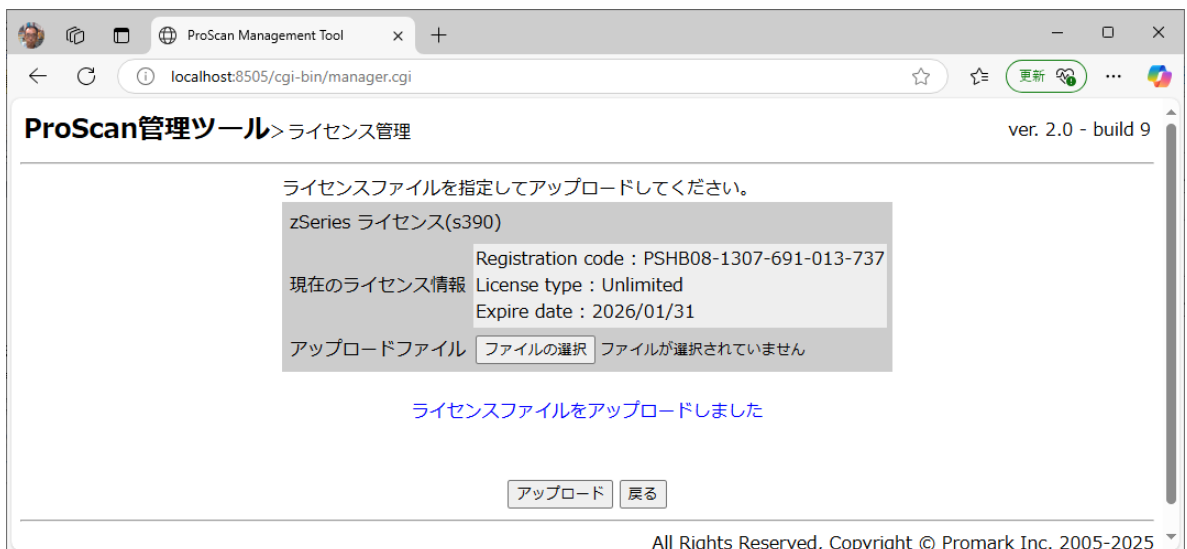 ProScan Management Tool
localhost:8505/cgi-bin/manager.cgi
更新
ProScan管理ツール>ライセンス管理
ver. 2.0 - build 9
ライセンスファイルを指定してアップロードしてください。
zSeries ライセンス(s390)
現在のライセンス情報
Registration code : PSHB08-1307-691-013-737
License type : Unlimited
Expire date : 2026/01/31
アップロードファイル ファイルの選択 ファイルが選択されていません
ライセンスファイルをアップロードしました
アップロード 戻る
All Rights Reserved, Copyright © Promark Inc. 2005-2025